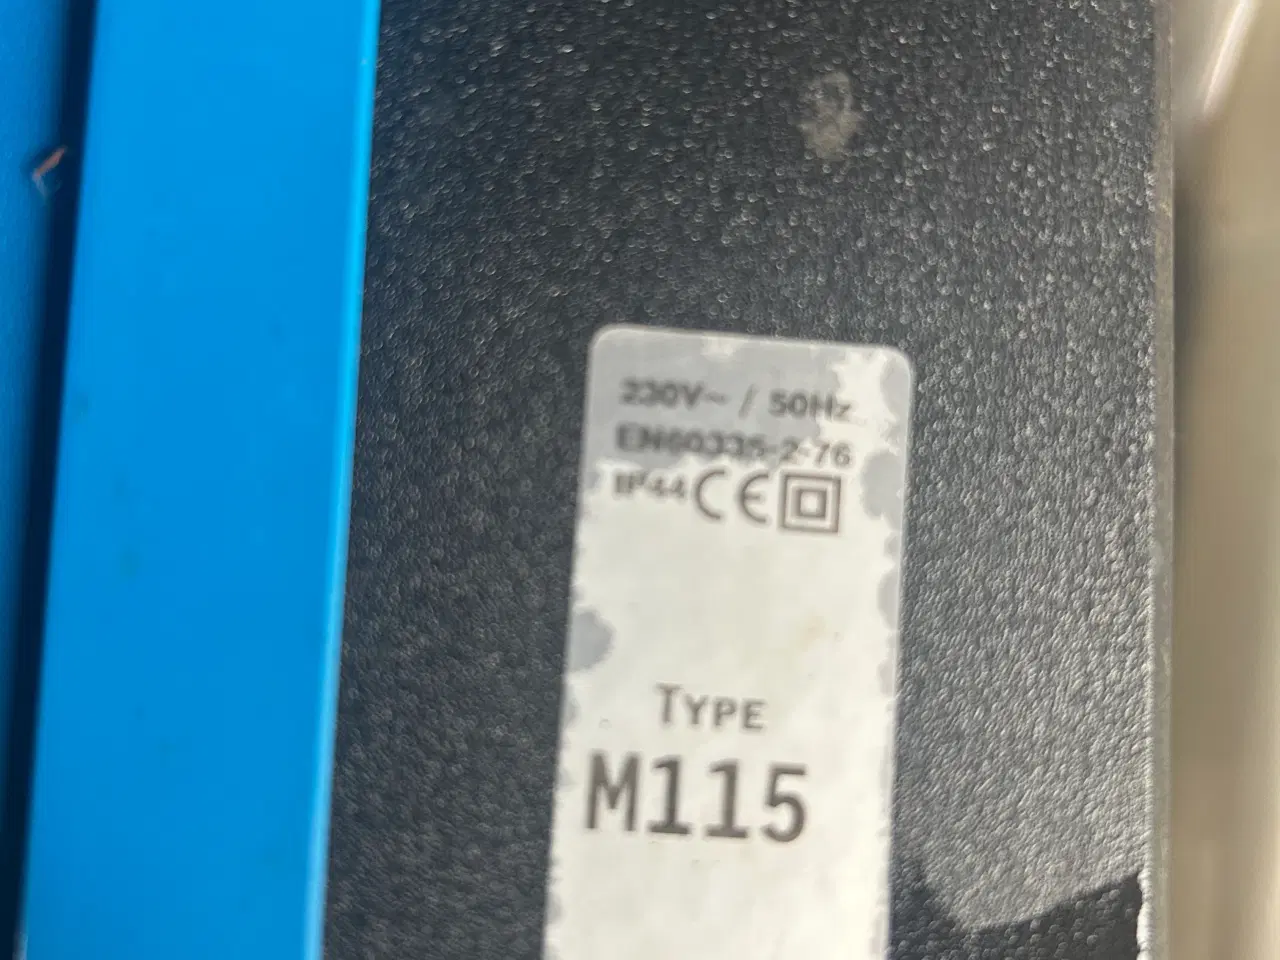 230V~ / 50Hz
EN60335-2-76
IP44 CE
TYPE
M115